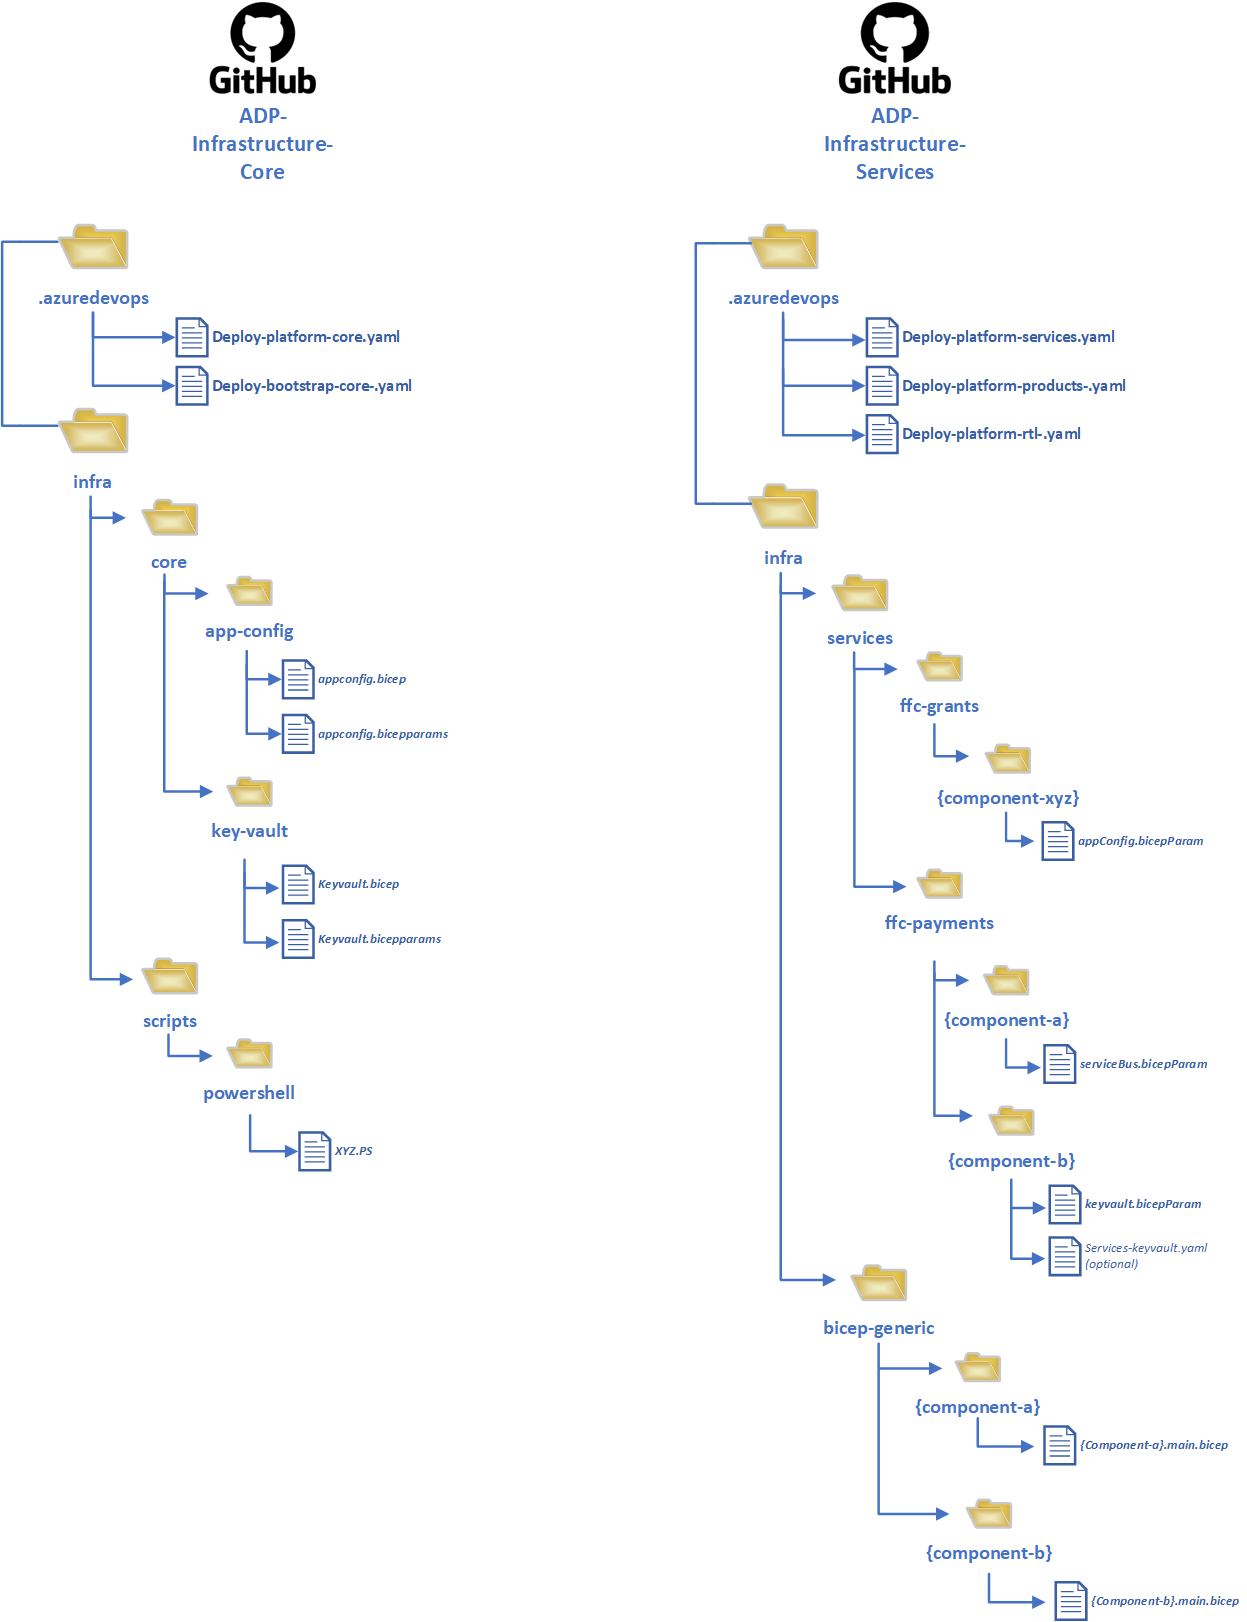 GitHub
ADP-
Infrastructure-
Core
.azuredevops
Deploy-platform-core.yaml
Deploy-bootstrap-core-.yaml
infra
core
app-config
appconfig.bicep
appconfig.bicepparams
key-vault
Keyvault.bicep
Keyvault.bicepparams
scripts
powershell
XYZ.PS
GitHub
ADP-
Infrastructure-
Services
.azuredevops
Deploy-platform-services.yaml
Deploy-platform-products-.yaml
Deploy-platform-rtl-.yaml
infra
services
ffc-grants
{component-xyz}
appConfig.bicepParam
ffc-payments
{component-a}
serviceBus.bicepParam
{component-b}
keyvault.bicepParam
Services-keyvault.yaml
(optional)
bicep-generic
{component-a}
{Component-a}.main.bicep
{component-b}
{Component-b}.main.bicep